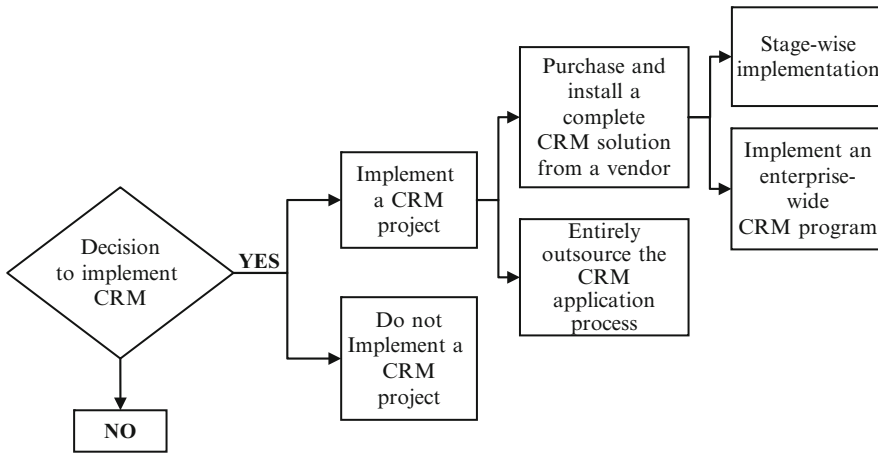 Decision
to implement
CRM
YES
NO
Implement
a CRM
project
Do not
Implement a
CRM
project
Purchase and
install a
complete
CRM solution
from a vendor
Entirely
outsource the
CRM
application
process
Stage-wise
implementation
Implement an
enterprise-
wide
CRM program